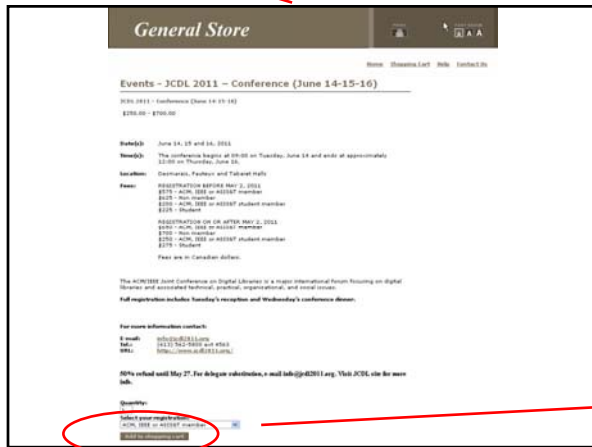 General Store
Home Shopping Cart Help Contact Us
Events - JCDL 2011 – Conference (June 14-15-16)
JCDL 2011 - Conference (June 14-15-16)
$250.00 - $700.00
Date(s): June 14, 15 and 16, 2011
Time(s): The conference begins at 09:00 on Tuesday, June 14 and ends at approximately
12:00 on Thursday, June 16.
Location: Desmarais, Fauteux and Tabaret Halls
Fees: REGISTRATION BEFORE MAY 2, 2011
$575 - ACM, IEEE or ASIS&T member
$625 - Non member
ACM, IEEE or ASIS&T student member
$225 - Student
REGISTRATION ON OR AFTER MAY 2, 2011
$650 - ACM, IEEE or ASIS&T member
$700 - Non member
$250 - ACM, IEEE or ASIS&T student member
$275 - Student
Fees are in Canadian dollars.
The ACM/IEEE Joint Conference on Digital Libraries is a major international forum focusing on digital
libraries and associated technical, practical, organizational, and social issues.
Full registration includes Tuesday's reception and Wednesday's conference dinner.
For more information contact:
E-mail: info@jcdl2011.org
Tel.: (613) 562-5800 ext 4563
URL: http://www.jcdl2011.org/
50% refund until May 27. For delegate substitution, e-mail info@jcdl2011.org. Visit JCDL site for more
info.
Quantity:
Select your registration:
ACM, IEEE or ASIS&T member
Add to shopping cart